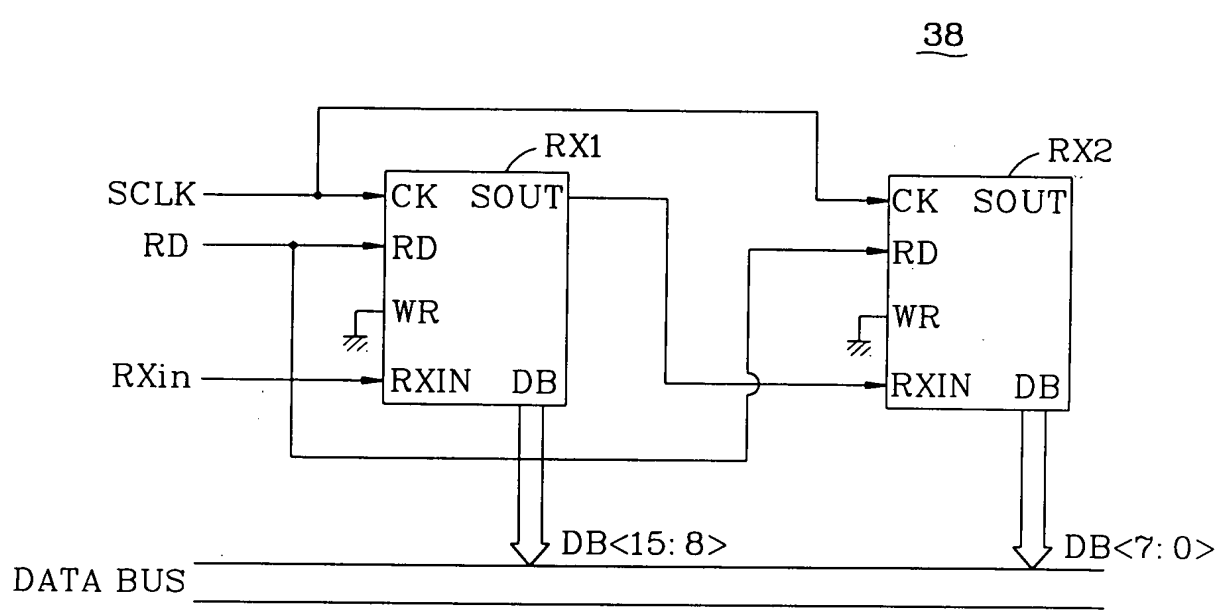 38
RX1
RX2
SCLK
CK SOUT
CK SOUT
RD
RD
RD
WR
WR
RXin
RXIN DB
RXIN DB
DB<15:8>
DB<7:0>
DATA BUS